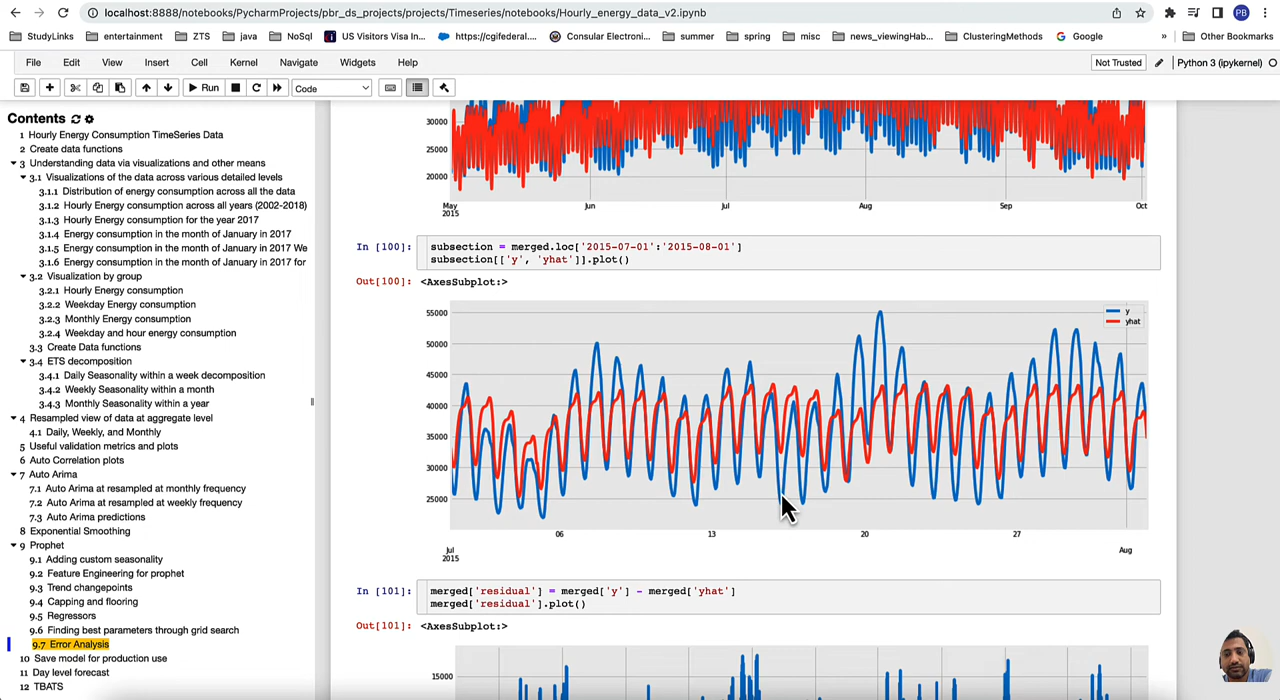 localhost:8888/notebooks/PycharmProjects/pbr_ds_projects/projects/Timeseries/notebooks/Hourly_energy_data_v2.ipynb
PB
StudyLinks entertainment ZTS java NoSql US Visitors Visa In... https://cgifederal.... Consular Electroni... summer spring misc news_viewingHab... ClusteringMethods Google » Other Bookmarks
File Edit View Insert Cell Kernel Navigate Widgets Help Not Trusted Python 3 (ipykernel)
Run Code
Contents
1 Hourly Energy Consumption TimeSeries Data
2 Create data functions
3 Understanding data via visualizations and other means
3.1 Visualizations of the data across various detailed levels
3.1.1 Distribution of energy consumption across all the data
3.1.2 Hourly Energy consumption across all years (2002-2018)
3.1.3 Hourly Energy consumption for the year 2017
3.1.4 Energy consumption in the month of January in 2017
3.1.5 Energy consumption in the month of January in 2017 We
3.1.6 Energy consumption in the month of January in 2017 for
3.2 Visualization by group
3.2.1 Hourly Energy consumption
3.2.2 Weekday Energy consumption
3.2.3 Monthly Energy consumption
3.2.4 Weekday and hour energy consumption
3.3 Create Data functions
3.4 ETS decomposition
3.4.1 Daily Seasonality within a week decomposition
3.4.2 Weekly Seasonality within a month
3.4.3 Monthly Seasonality within a year
4 Resampled view of data at aggregate level
4.1 Daily, Weekly, and Monthly
5 Useful validation metrics and plots
6 Auto Correlation plots
7 Auto Arima
7.1 Auto Arima at resampled at monthly frequency
7.2 Auto Arima at resampled at weekly frequency
7.3 Auto Arima predictions
8 Exponential Smoothing
9 Prophet
9.1 Adding custom seasonality
9.2 Feature Engineering for prophet
9.3 Trend changepoints
9.4 Capping and flooring
9.5 Regressors
9.6 Finding best parameters through grid search
9.7 Error Analysis
10 Save model for production use
11 Day level forecast
12 TBATS
30000
25000
20000
May Jun Jul Aug Sep Oct
2015
In [100]: subsection = merged.loc['2015-07-01':'2015-08-01']
subsection[['y', 'yhat']].plot()
Out[100]: <AxesSubplot:>
55000
50000
45000
40000
35000
30000
25000
y
yhat
06 13 20 27
Jul Aug
2015
In [101]: merged['residual'] = merged['y'] - merged['yhat']
merged['residual'].plot()
Out[101]: <AxesSubplot:>
15000